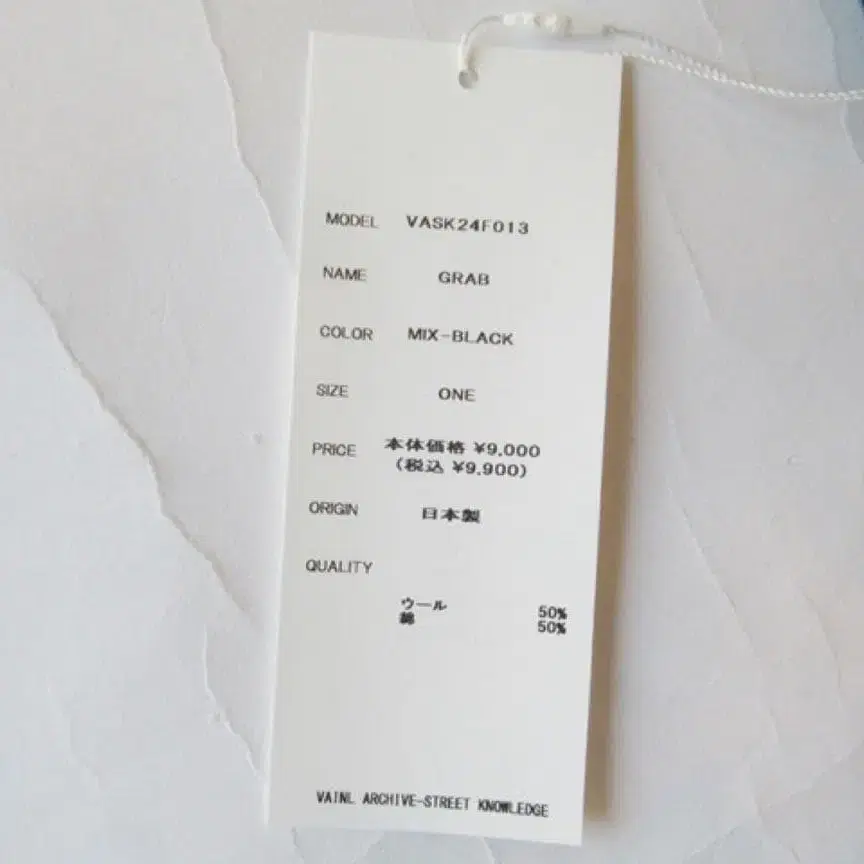 MODEL VASK24F013
NAME GRAB
COLOR MIX-BLACK
SIZE ONE
PRICE 本体価格 ¥9,000
(税込 ¥9,900)
ORIGIN 日本製
QUALITY
ウール 50%
綿 50%
VAINL ARCHIVE-STREET KNOWLEDGE